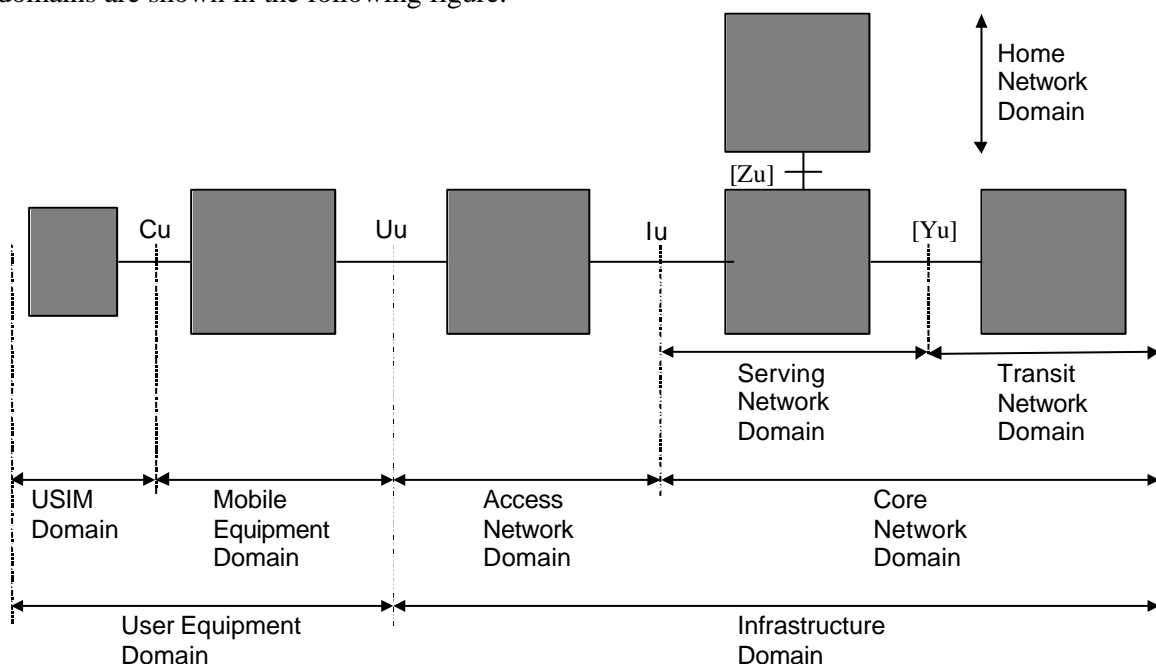 domains are shown in the following figure.
Home
Network
Domain
[Zu]
Cu
Uu
Iu
[Yu]
Serving
Network
Domain
Transit
Network
Domain
USIM
Domain
Mobile
Equipment
Domain
Access
Network
Domain
Core
Network
Domain
User Equipment
Domain
Infrastructure
Domain